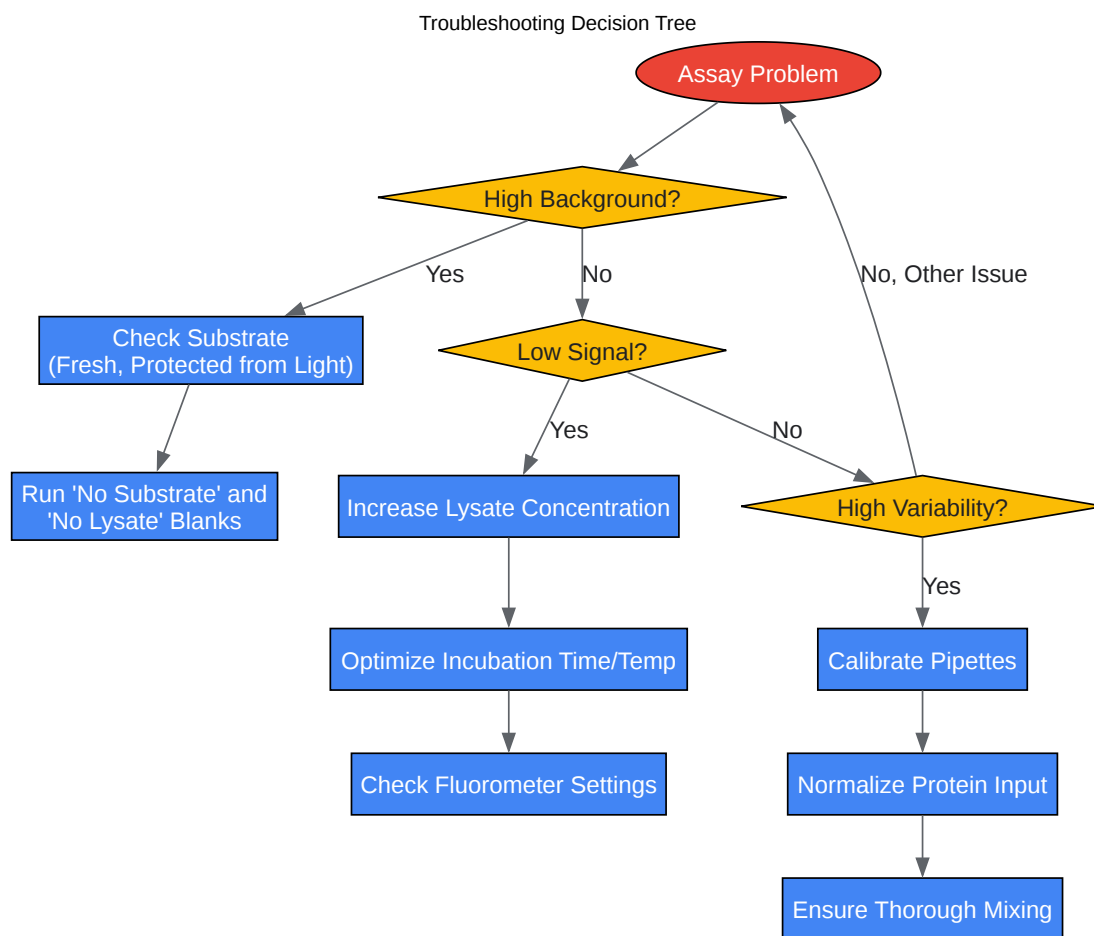 Troubleshooting Decision Tree
Assay Problem
High Background?
Yes
No
No, Other Issue
Check Substrate
(Fresh, Protected from Light)
Low Signal?
Yes
No
Run 'No Substrate' and
'No Lysate' Blanks
Increase Lysate Concentration
High Variability?
Yes
Optimize Incubation Time/Temp
Calibrate Pipettes
Check Fluorometer Settings
Normalize Protein Input
Ensure Thorough Mixing